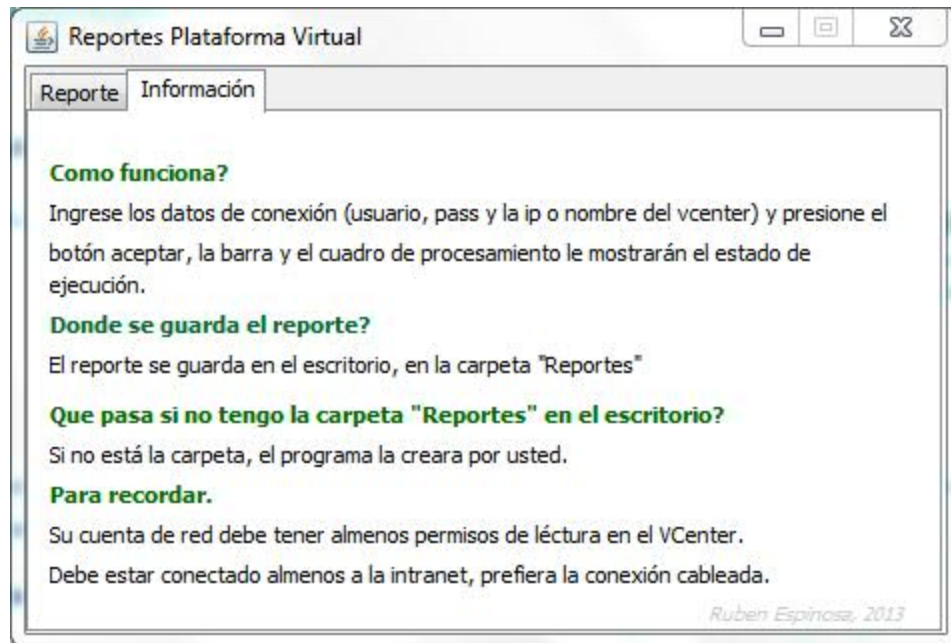 Reportes Plataforma Virtual
Reporte
Información
Como funciona?
Ingrese los datos de conexión (usuario, pass y la ip o nombre del vcenter) y presione el
botón aceptar, la barra y el cuadro de procesamiento le mostrarán el estado de
ejecución.
Donde se guarda el reporte?
El reporte se guarda en el escritorio, en la carpeta "Reportes"
Que pasa si no tengo la carpeta "Reportes" en el escritorio?
Si no está la carpeta, el programa la creara por usted.
Para recordar.
Su cuenta de red debe tener almenos permisos de léctura en el VCenter.
Debe estar conectado almenos a la intranet, prefiera la conexión cableada.
Ruben Espinosa, 2013